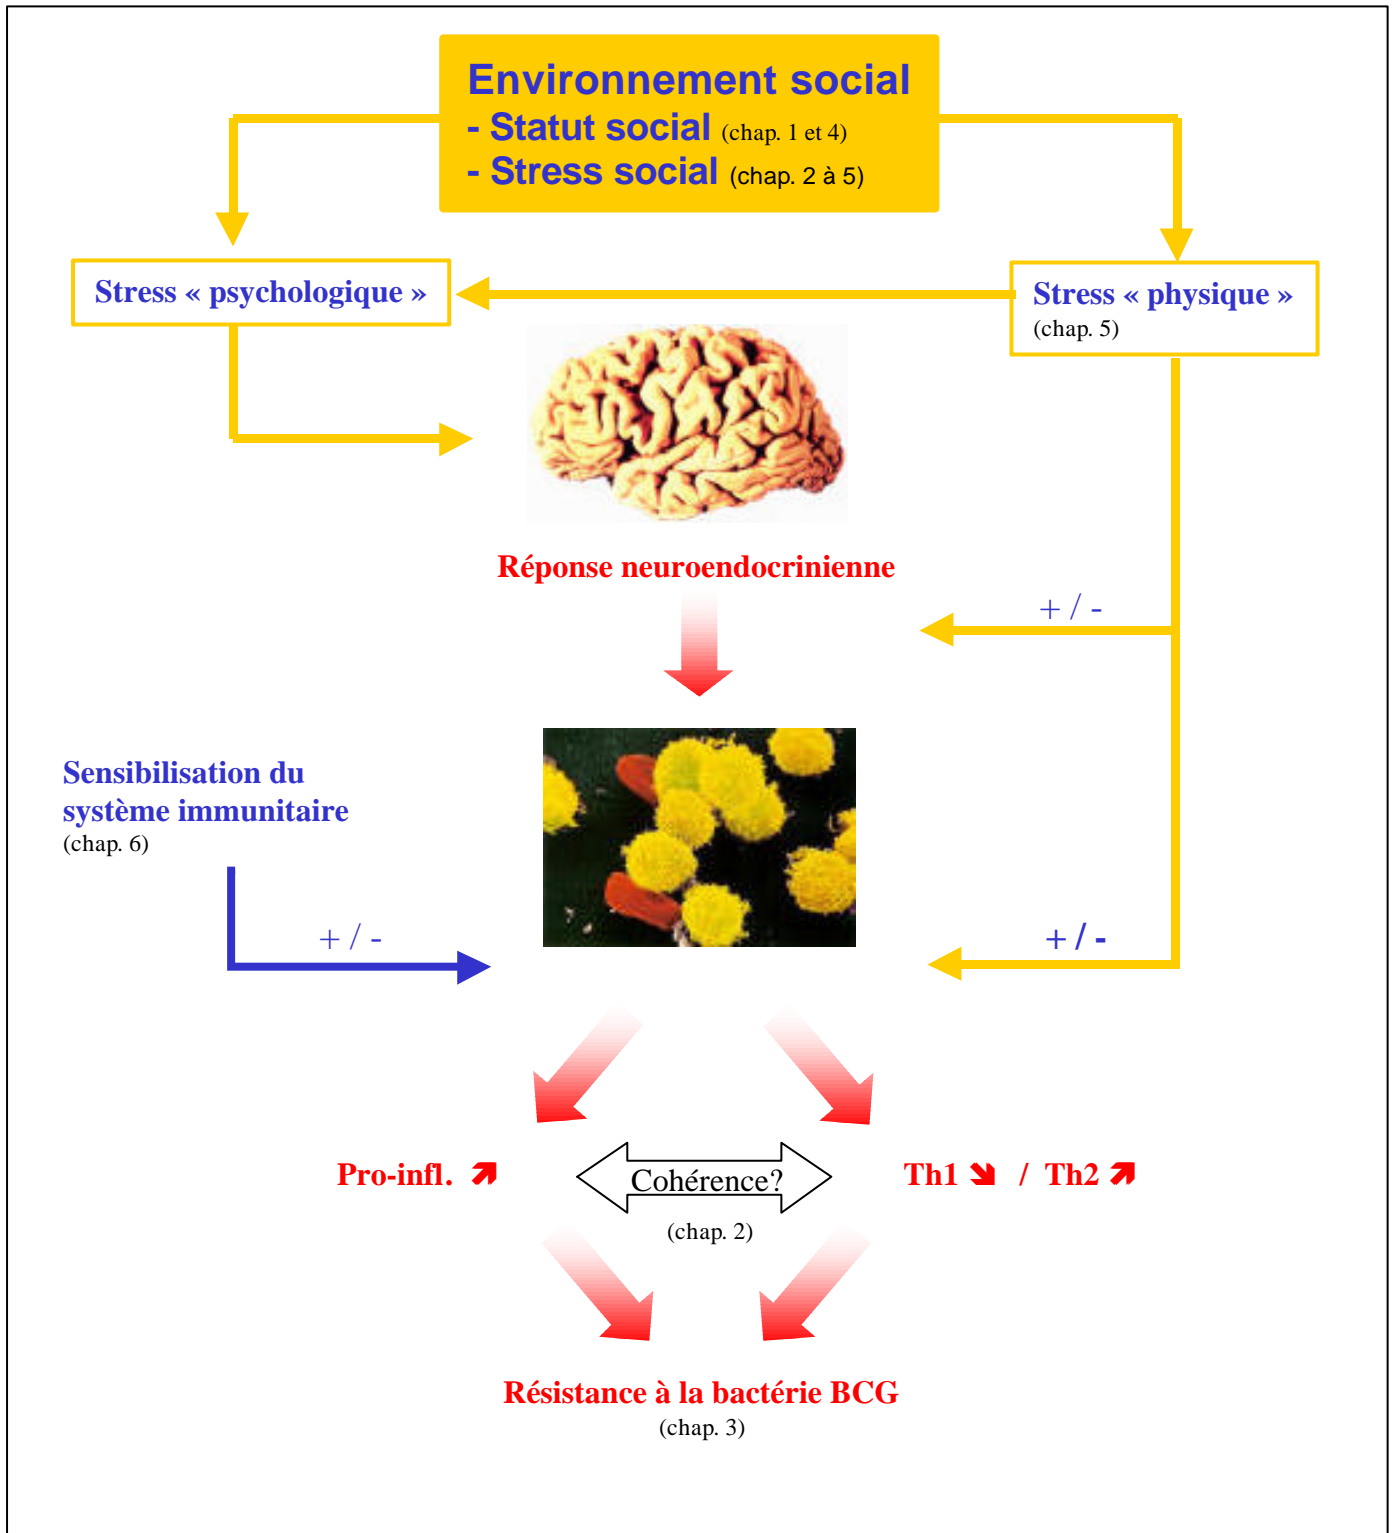 Environnement social
- Statut social (chap. 1 et 4)
- Stress social (chap. 2 à 5)
Stress « psychologique »
Stress « physique »
(chap. 5)
Réponse neuroendocrinienne
+ / -
Sensibilisation du
système immunitaire
(chap. 6)
+ / -
+ / -
Pro-infl. ➚
Cohérence?
(chap. 2)
Th1 ➘ / Th2 ➚
Résistance à la bactérie BCG
(chap. 3)